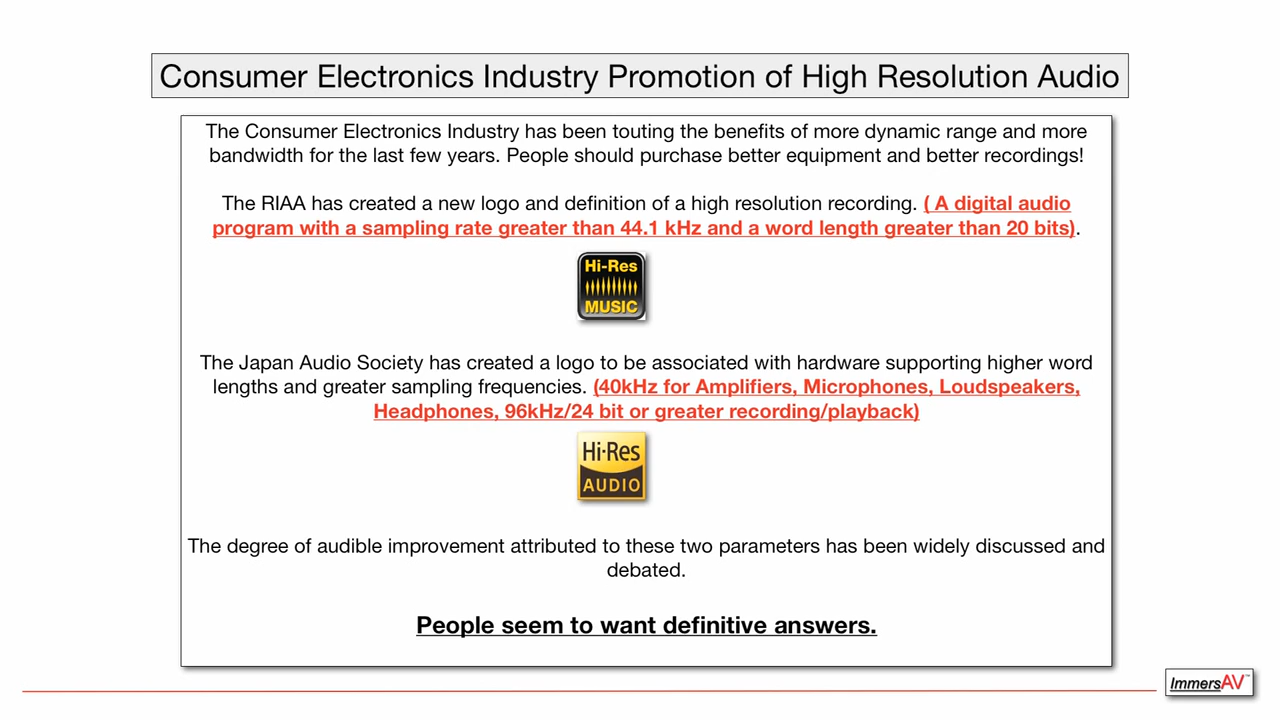 Consumer Electronics Industry Promotion of High Resolution Audio
The Consumer Electronics Industry has been touting the benefits of more dynamic range and more
bandwidth for the last few years. People should purchase better equipment and better recordings!
The RIAA has created a new logo and definition of a high resolution recording. ( A digital audio
program with a sampling rate greater than 44.1 kHz and a word length greater than 20 bits).
Hi-Res
MUSIC
The Japan Audio Society has created a logo to be associated with hardware supporting higher word
lengths and greater sampling frequencies. (40kHz for Amplifiers, Microphones, Loudspeakers,
Headphones, 96kHz/24 bit or greater recording/playback)
Hi·Res
AUDIO
The degree of audible improvement attributed to these two parameters has been widely discussed and
debated.
People seem to want definitive answers.
ImmersAV™